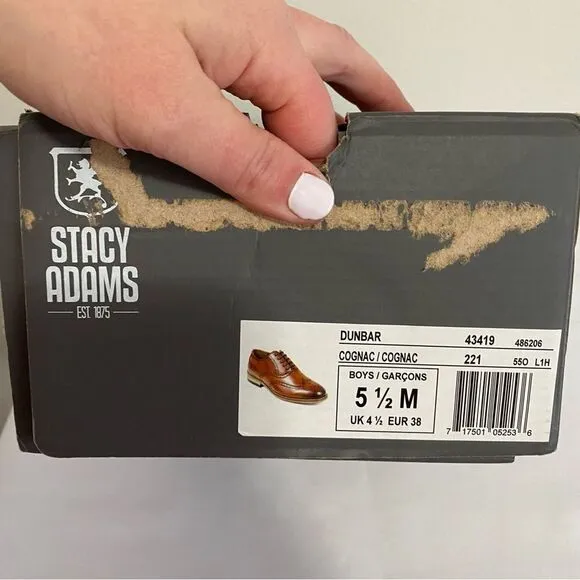 STACY
ADAMS
EST. 1875
DUNBAR 43419 486206
COGNAC / COGNAC 221 550 L1H
BOYS / GARÇONS
5 ½ M
UK 4 ½ EUR 38
7 17501 05253 6